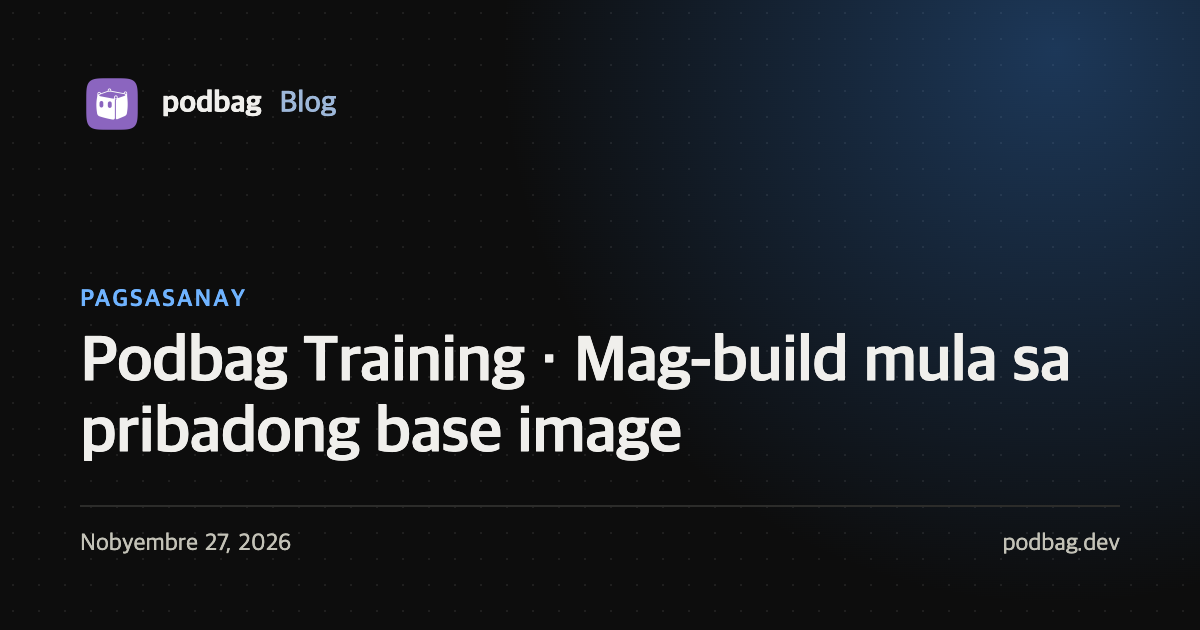 podbag Blog
PAGSASANAY
Podbag Training · Mag-build mula sa
pribadong base image
Nobyembre 27, 2026
podbag.dev